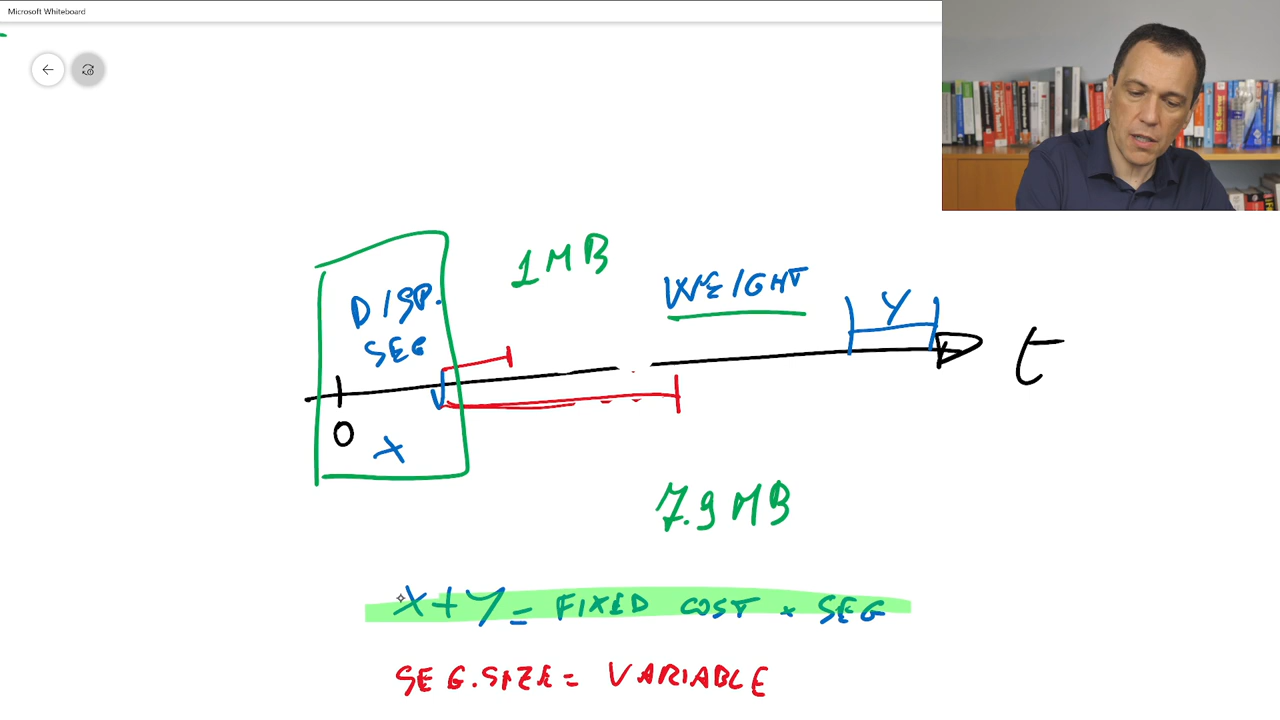 Microsoft Whiteboard
1MB
WEIGHT
DISP.
SEG
Y
t
0
X
7.9MB
X+Y= FIXED COST * SEG
SEG.SIZE= VARIABLE